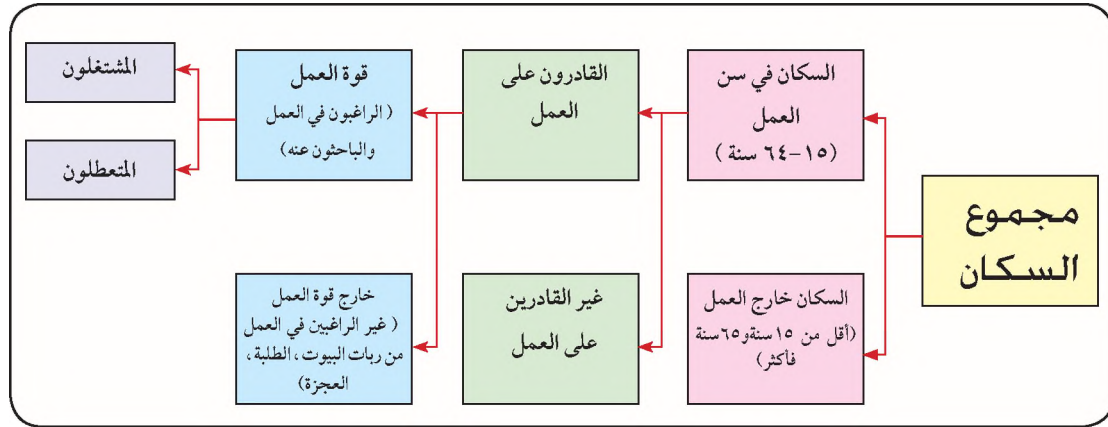 مجموع
السكان
السكان في سن
العمل
(١٥-٦٤ سنة )
السكان خارج العمل
(أقل من ١٥ سنة و٦٥ سنة
فأكثر)
القادرون على
العمل
غير القادرين
على العمل
قوة العمل
(الراغبون في العمل
والباحثون عنه)
خارج قوة العمل
( غير الراغبين في العمل
من ربات البيوت، الطلبة،
العجزة)
المشتغلون
المتعطلون